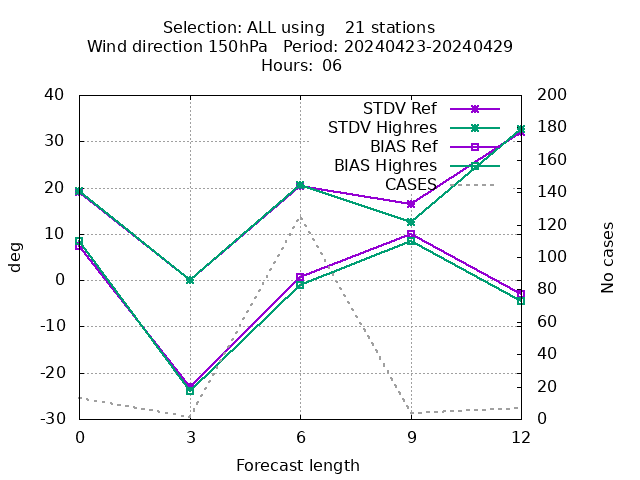 Selection: ALL using    21 stations
Wind direction 150hPa   Period: 20240423-20240429
Hours: 06
STDV Ref
STDV Highres
BIAS Ref
BIAS Highres
CASES
40
30
20
10
0
-10
-20
-30
200
180
160
140
120
100
80
60
40
20
0
deg
No cases
0 3 6 9 12
Forecast length